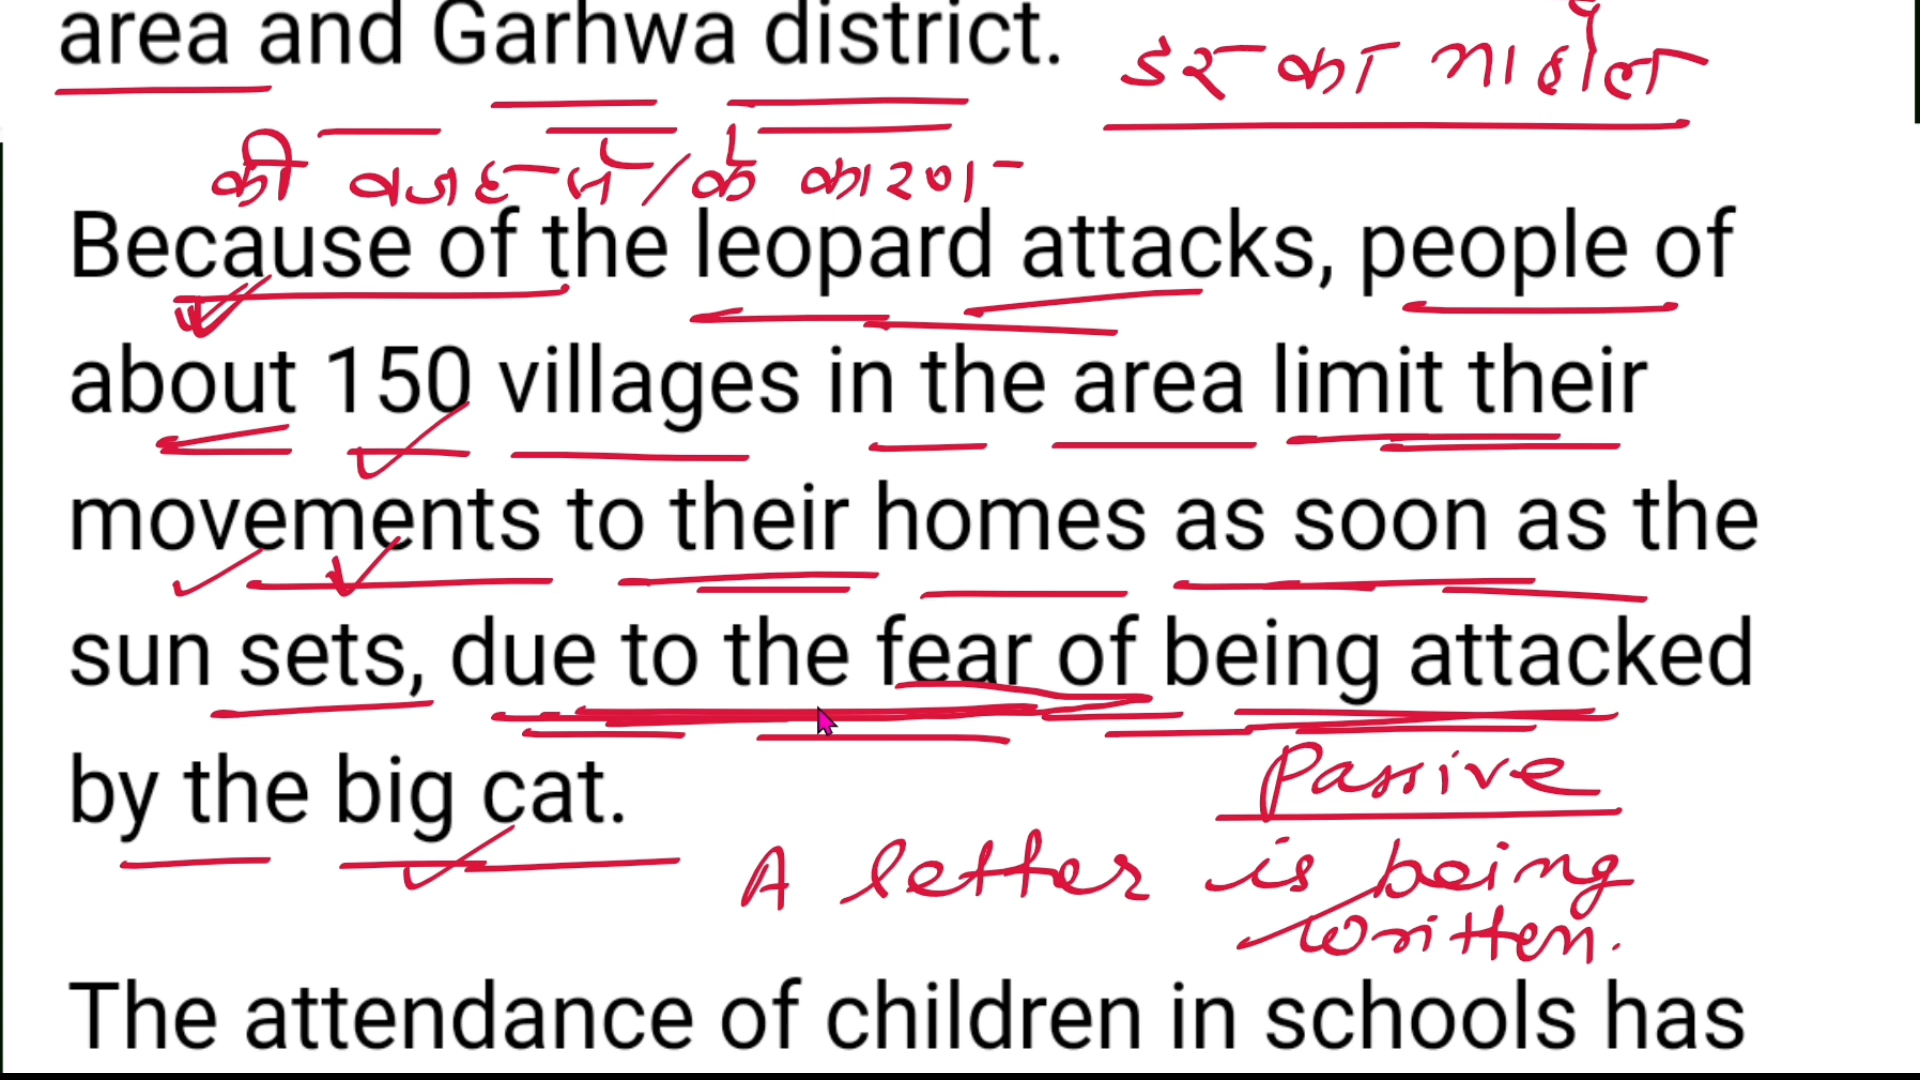 area and Garhwa district.
डर का माहौल
की वजह से / के कारण
Because of the leopard attacks, people of
about 150 villages in the area limit their
movements to their homes as soon as the
sun sets, due to the fear of being attacked
by the big cat.
Passive
A letter is being
written.
The attendance of children in schools has